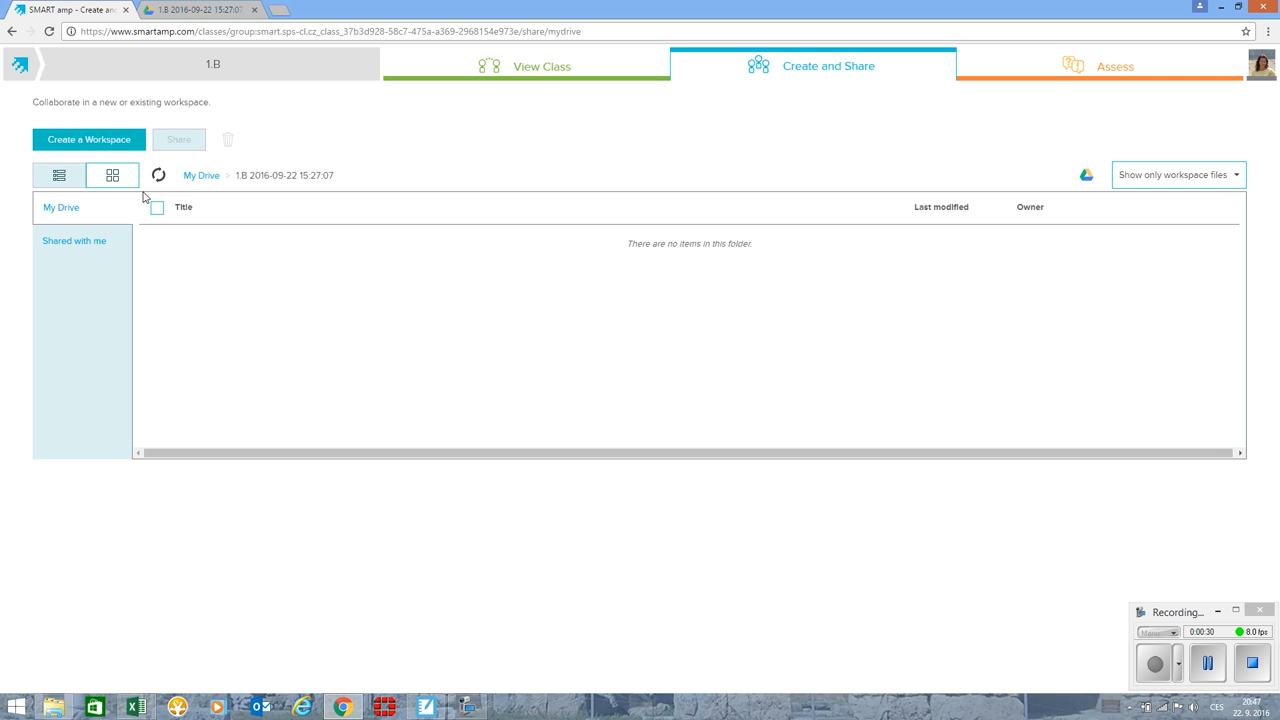 SMART amp - Create and
1.B 2016-09-22 15:27:07
https://www.smartamp.com/classes/group:smart.sps-cl.cz_class_37b3d928-58c7-475a-a369-2968154e973e/share/mydrive
1.B
View Class
Create and Share
Assess
Collaborate in a new or existing workspace.
Create a Workspace
Share
My Drive > 1.B 2016-09-22 15:27:07
Show only workspace files
My Drive
Title
Last modified
Owner
Shared with me
There are no items in this folder.
Recording...
0:00:30
8.0 fps
CES
20:47
22. 9. 2016